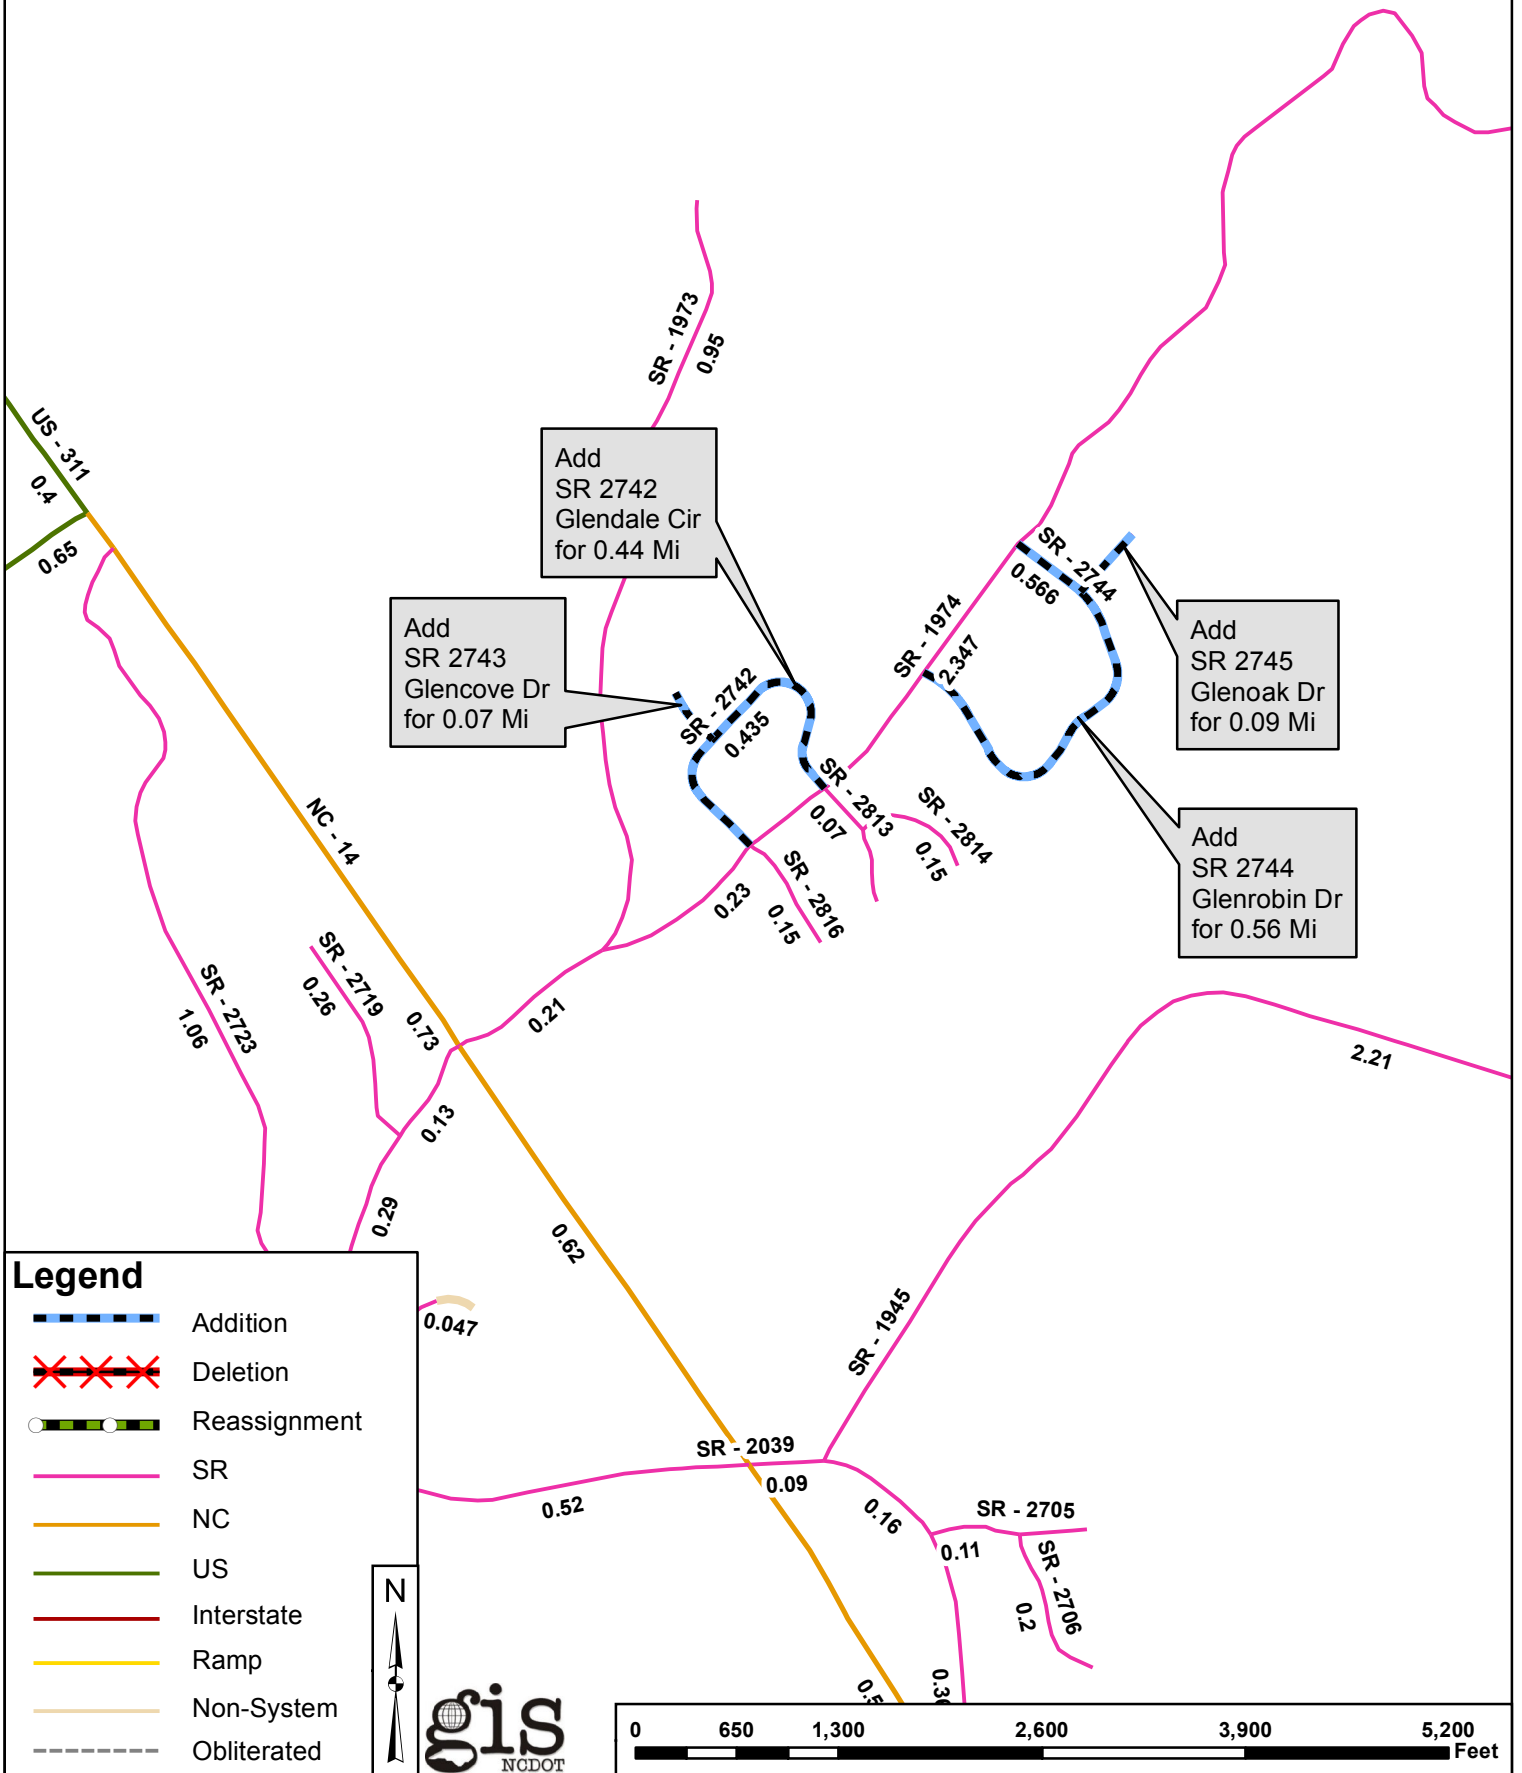 SR - 1973
0.95
US - 311
0.4
0.65
Add
SR 2742
Glendale Cir
for 0.44 Mi
Add
SR 2743
Glencove Dr
for 0.07 Mi
SR - 2742
0.435
SR - 1974
2.347
SR - 2744
0.566
Add
SR 2745
Glenoak Dr
for 0.09 Mi
Add
SR 2744
Glenrobin Dr
for 0.56 Mi
NC - 14
SR - 2813
0.07
SR - 2814
0.15
SR - 2816
0.15
0.23
0.21
SR - 2719
0.26
0.73
SR - 2723
1.06
0.13
0.29
0.62
2.21
SR - 1945
0.047
SR - 2039
0.09
0.52
0.16
SR - 2705
0.11
SR - 2706
0.2
Legend
Addition
Deletion
Reassignment
SR
NC
US
Interstate
Ramp
Non-System
Obliterated
N
gis
NCDOT
0 650 1,300 2,600 3,900 5,200
Feet